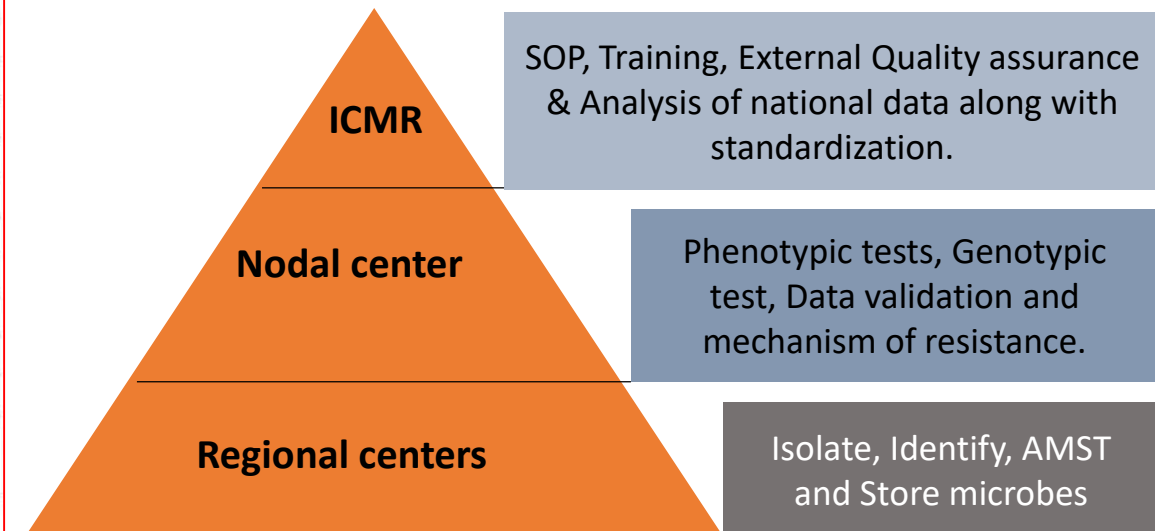 SOP, Training, External Quality assurance
& Analysis of national data along with
standardization.
ICMR
Phenotypic tests, Genotypic
test, Data validation and
mechanism of resistance.
Nodal center
Isolate, Identify, AMST
and Store microbes
Regional centers